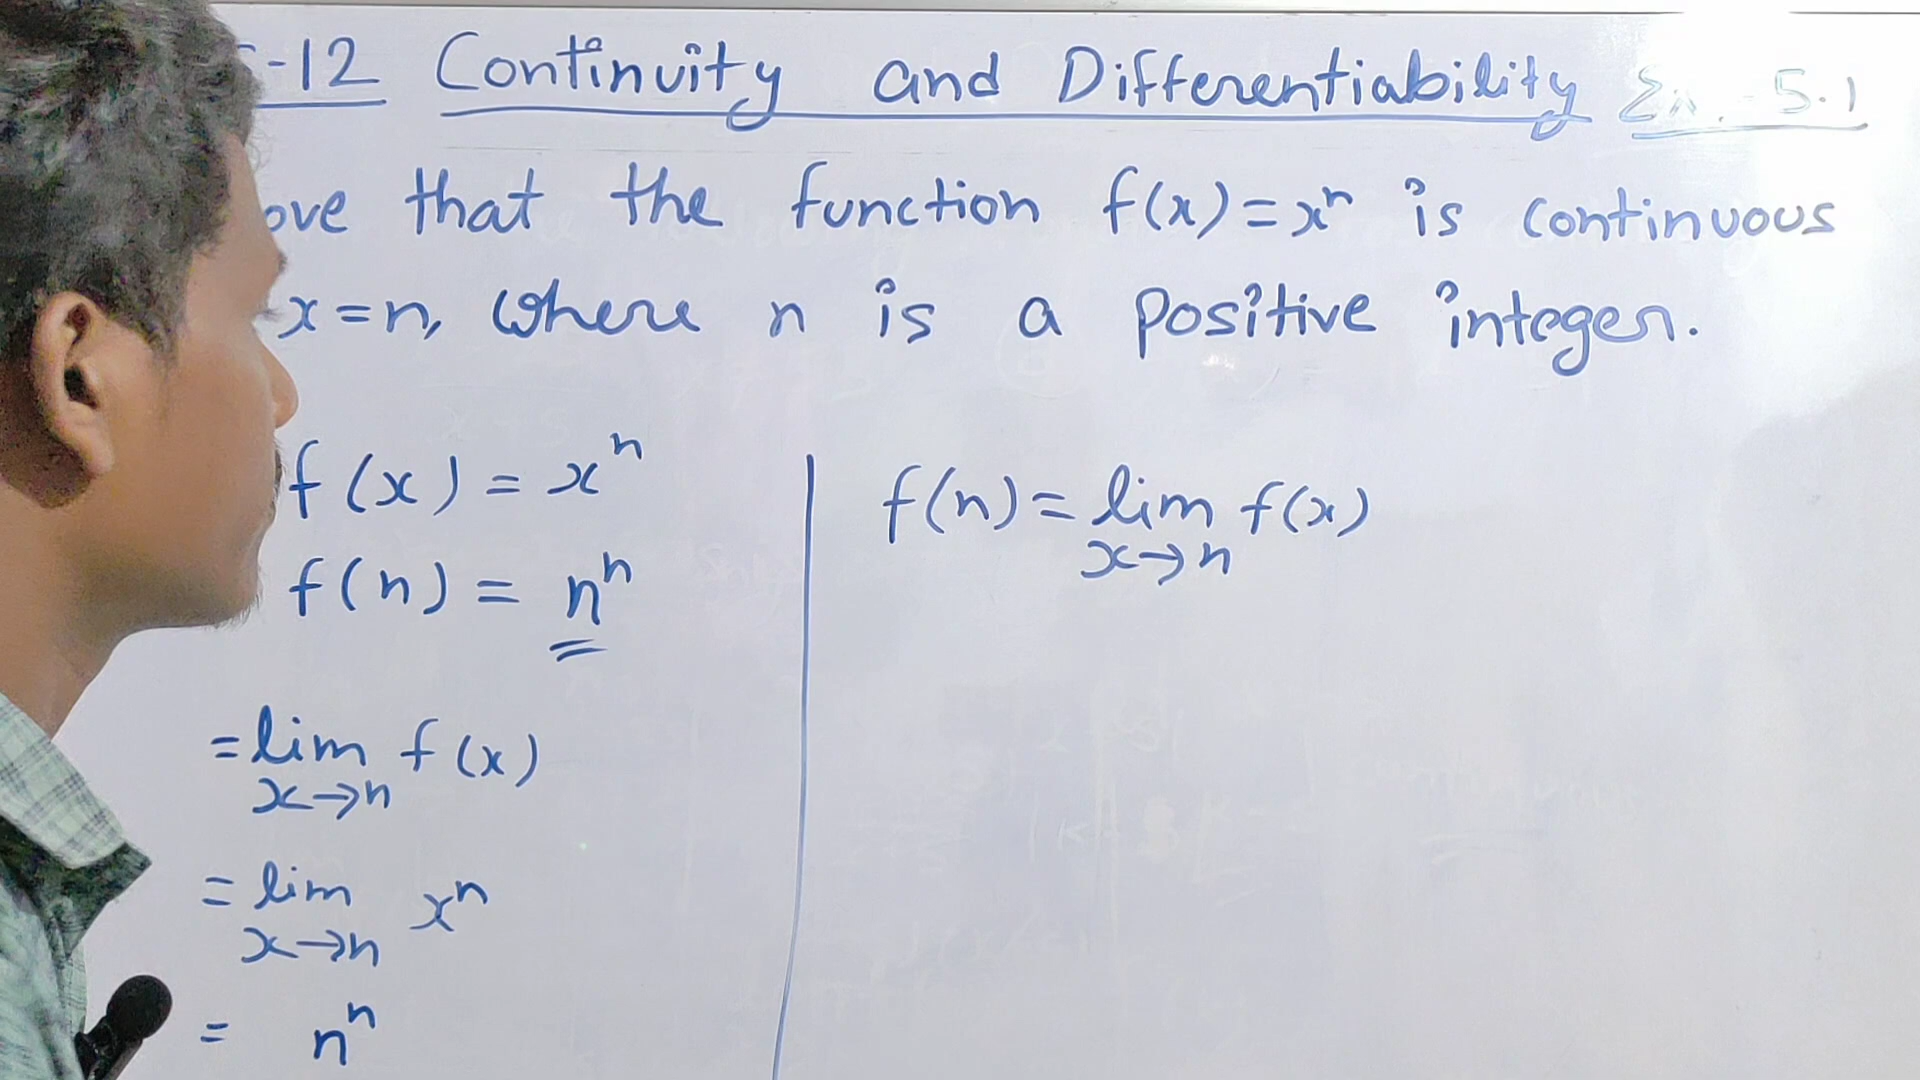 -12 Continuity and Differentiability Ex. - 5.1
ove that the function f(x)=xⁿ is continuous
x=n, where n is a positive integer.
f(x) = xⁿ
f(n) = nⁿ
= lim f(x)
x→n
= lim xⁿ
x→n
= nⁿ
f(n) = lim f(x)
x→n